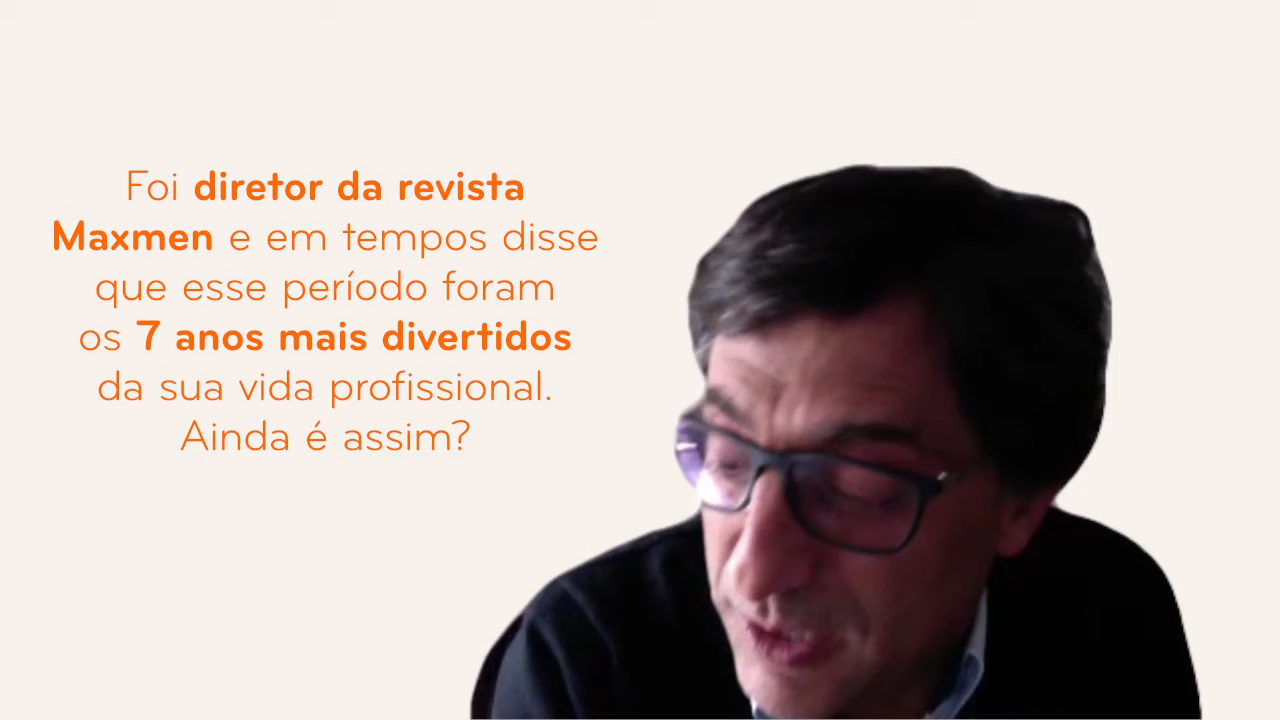 Foi diretor da revista
Maxmen e em tempos disse
que esse período foram
os 7 anos mais divertidos
da sua vida profissional.
Ainda é assim?